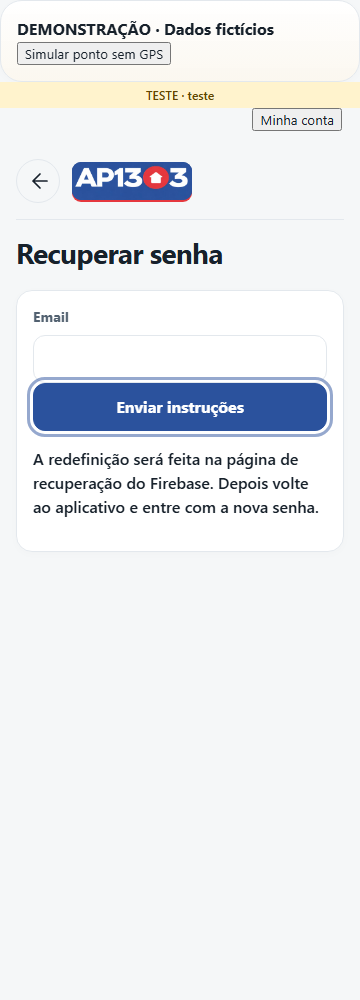 DEMONSTRAÇÃO · Dados fictícios
Simular ponto sem GPS
TESTE · teste
Minha conta
AP1303
Recuperar senha
Email
Enviar instruções
A redefinição será feita na página de
recuperação do Firebase. Depois volte
ao aplicativo e entre com a nova senha.